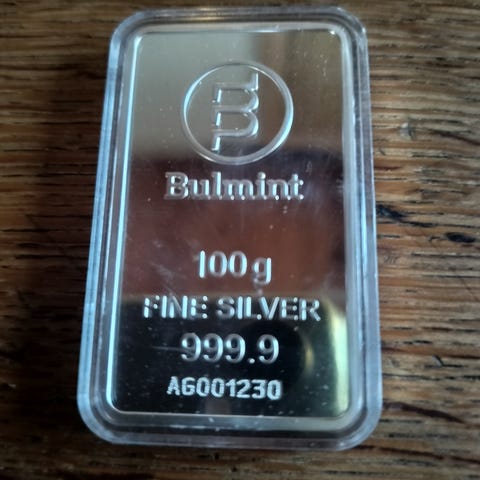 Bulmint
100g
FINE SILVER
999.9
AG001230